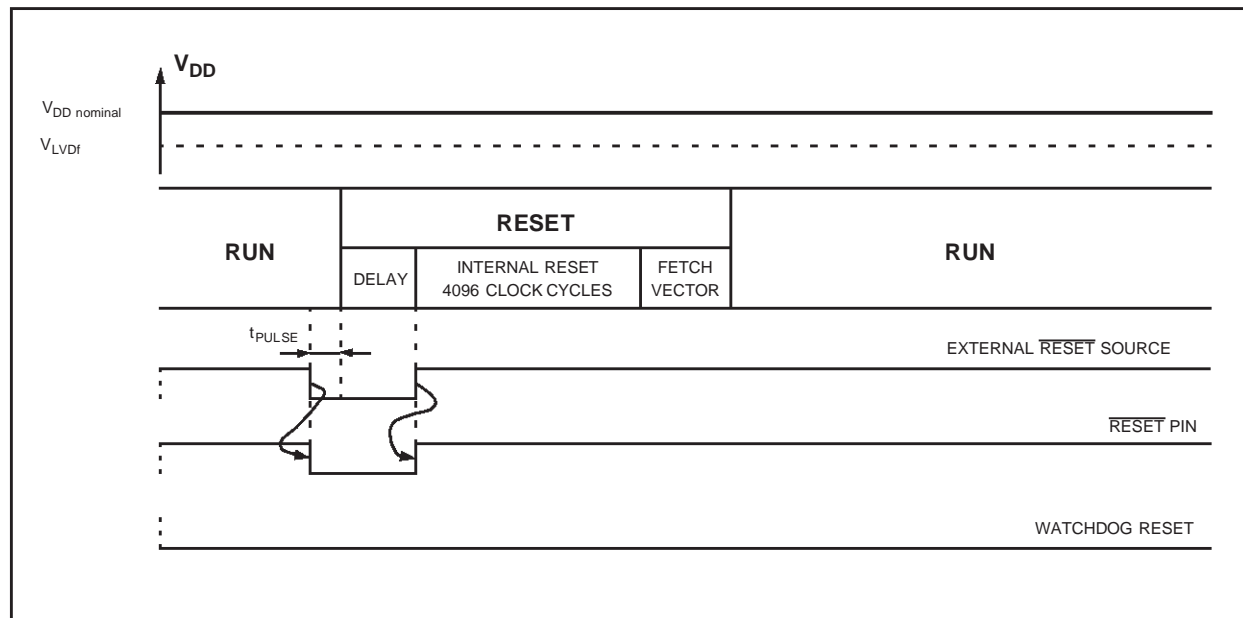 VDD
VDD nominal
VLVDf
RUN
RESET
RUN
DELAY
INTERNAL RESET
4096 CLOCK CYCLES
FETCH
VECTOR
tPULSE
EXTERNAL RESET SOURCE
RESET PIN
WATCHDOG RESET